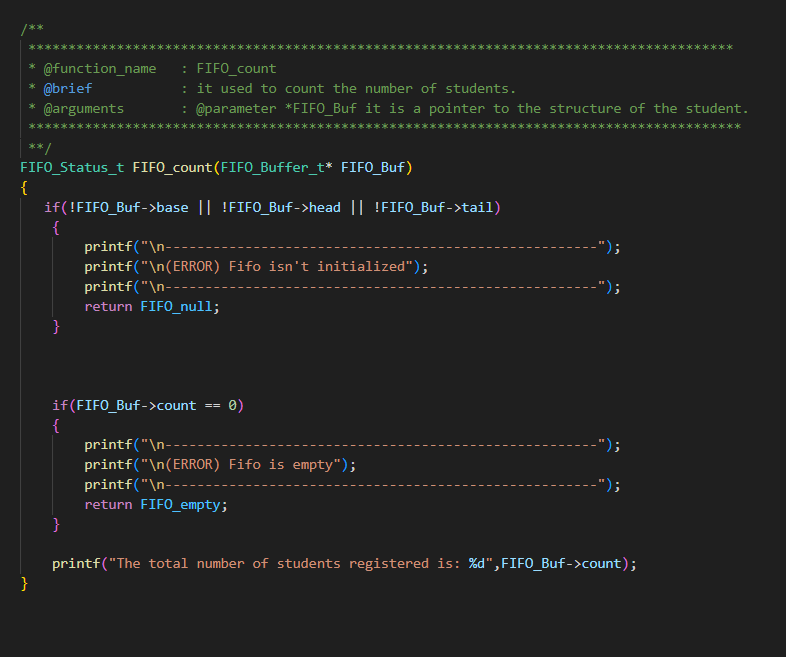 /**
****************************************************************************************
* @function_name   : FIFO_count
* @brief           : it used to count the number of students.
* @arguments       : @parameter *FIFO_Buf it is a pointer to the structure of the student.
*****************************************************************************************
**/
FIFO_Status_t FIFO_count(FIFO_Buffer_t* FIFO_Buf)
{
   if(!FIFO_Buf->base || !FIFO_Buf->head || !FIFO_Buf->tail)
    {
        printf("\n------------------------------------------------------");
        printf("\n(ERROR) Fifo isn't initialized");
        printf("\n------------------------------------------------------");
        return FIFO_null;
    }
    if(FIFO_Buf->count == 0)
    {
        printf("\n------------------------------------------------------");
        printf("\n(ERROR) Fifo is empty");
        printf("\n------------------------------------------------------");
        return FIFO_empty;
    }
    printf("The total number of students registered is: %d",FIFO_Buf->count);
}